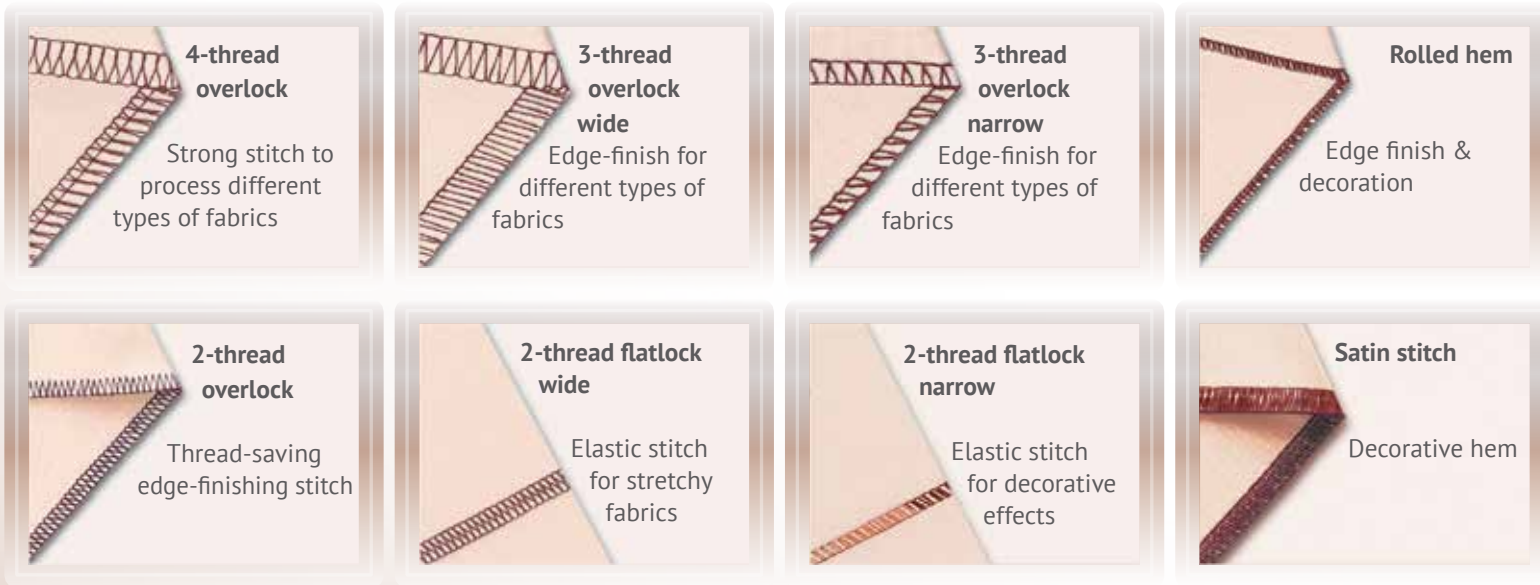 4-thread
overlock
Strong stitch to
process different
types of fabrics
3-thread
overlock
wide
Edge-finish for
different types of
fabrics
3-thread
overlock
narrow
Edge-finish for
different types of
fabrics
Rolled hem
Edge finish &
decoration
2-thread
overlock
Thread-saving
edge-finishing stitch
2-thread flatlock
wide
Elastic stitch
for stretchy
fabrics
2-thread flatlock
narrow
Elastic stitch
for decorative
effects
Satin stitch
Decorative hem